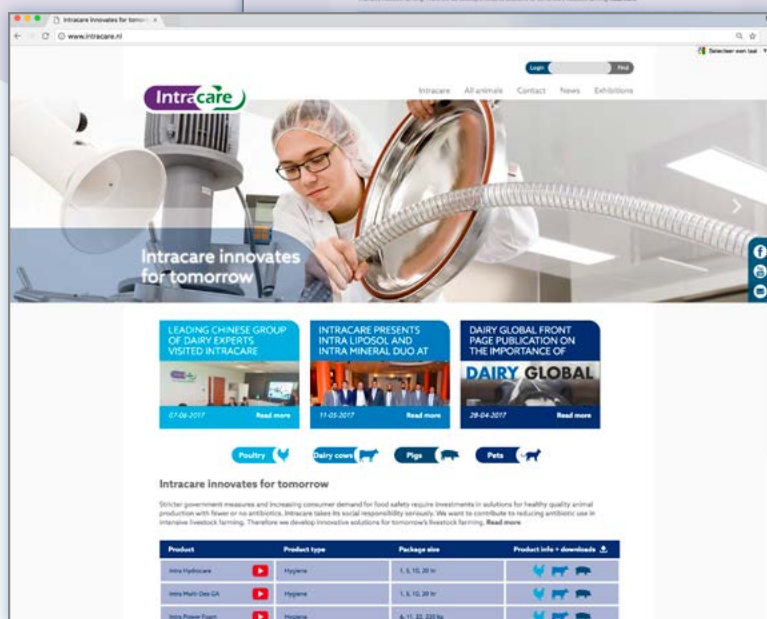 Intracare innovates for tomorr
www.intracare.nl
Selecteer een taal
Login
Find
Intracare
Intracare All animals Contact News Exhibitions
Intracare innovates
for tomorrow
LEADING CHINESE GROUP
OF DAIRY EXPERTS
VISITED INTRACARE
07-06-2017 Read more
INTRACARE PRESENTS
INTRA LIPOSOL AND
INTRA MINERAL DUO AT
11-05-2017 Read more
DAIRY GLOBAL FRONT
PAGE PUBLICATION ON
THE IMPORTANCE OF
DAIRY GLOBAL
28-04-2017 Read more
Poultry Dairy cows Pigs Pets
Intracare innovates for tomorrow
Stricter government measures and increasing consumer demand for food safety require investments in solutions for healthy quality animal
production with fewer or no antibiotics. Intracare takes its social responsibility seriously. We want to contribute to reducing antibiotic use in
intensive livestock farming. Therefore we develop innovative solutions for tomorrow's livestock farming. Read more
Product Product type Package size Product info + downloads
Intra Hydrocare Hygiene 1, 5, 10, 20 ltr
Intra Multi-Des GA Hygiene 1, 5, 10, 20 ltr
Intra Power Foam Hygiene 6, 11, 22, 220 kg